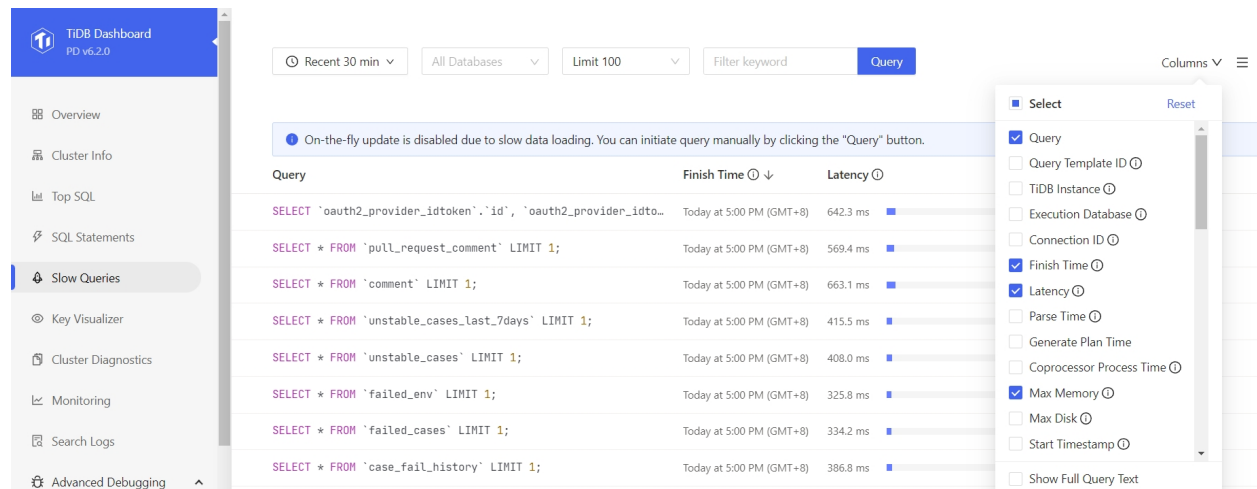 TiDB Dashboard
PD v6.2.0
Overview
Cluster Info
Top SQL
SQL Statements
Slow Queries
Key Visualizer
Cluster Diagnostics
Monitoring
Search Logs
Advanced Debugging
Recent 30 min
All Databases
Limit 100
Filter keyword
Query
Columns
On-the-fly update is disabled due to slow data loading. You can initiate query manually by clicking the "Query" button.
Query Finish Time Latency
SELECT `oauth2_provider_idtoken`.`id`, `oauth2_provider_idto… Today at 5:00 PM (GMT+8) 642.3 ms
SELECT * FROM `pull_request_comment` LIMIT 1; Today at 5:00 PM (GMT+8) 569.4 ms
SELECT * FROM `comment` LIMIT 1; Today at 5:00 PM (GMT+8) 663.1 ms
SELECT * FROM `unstable_cases_last_7days` LIMIT 1; Today at 5:00 PM (GMT+8) 415.5 ms
SELECT * FROM `unstable_cases` LIMIT 1; Today at 5:00 PM (GMT+8) 408.0 ms
SELECT * FROM `failed_env` LIMIT 1; Today at 5:00 PM (GMT+8) 325.8 ms
SELECT * FROM `failed_cases` LIMIT 1; Today at 5:00 PM (GMT+8) 334.2 ms
SELECT * FROM `case_fail_history` LIMIT 1; Today at 5:00 PM (GMT+8) 386.8 ms
Select Reset
Query
Query Template ID
TiDB Instance
Execution Database
Connection ID
Finish Time
Latency
Parse Time
Generate Plan Time
Coprocessor Process Time
Max Memory
Max Disk
Start Timestamp
Show Full Query Text